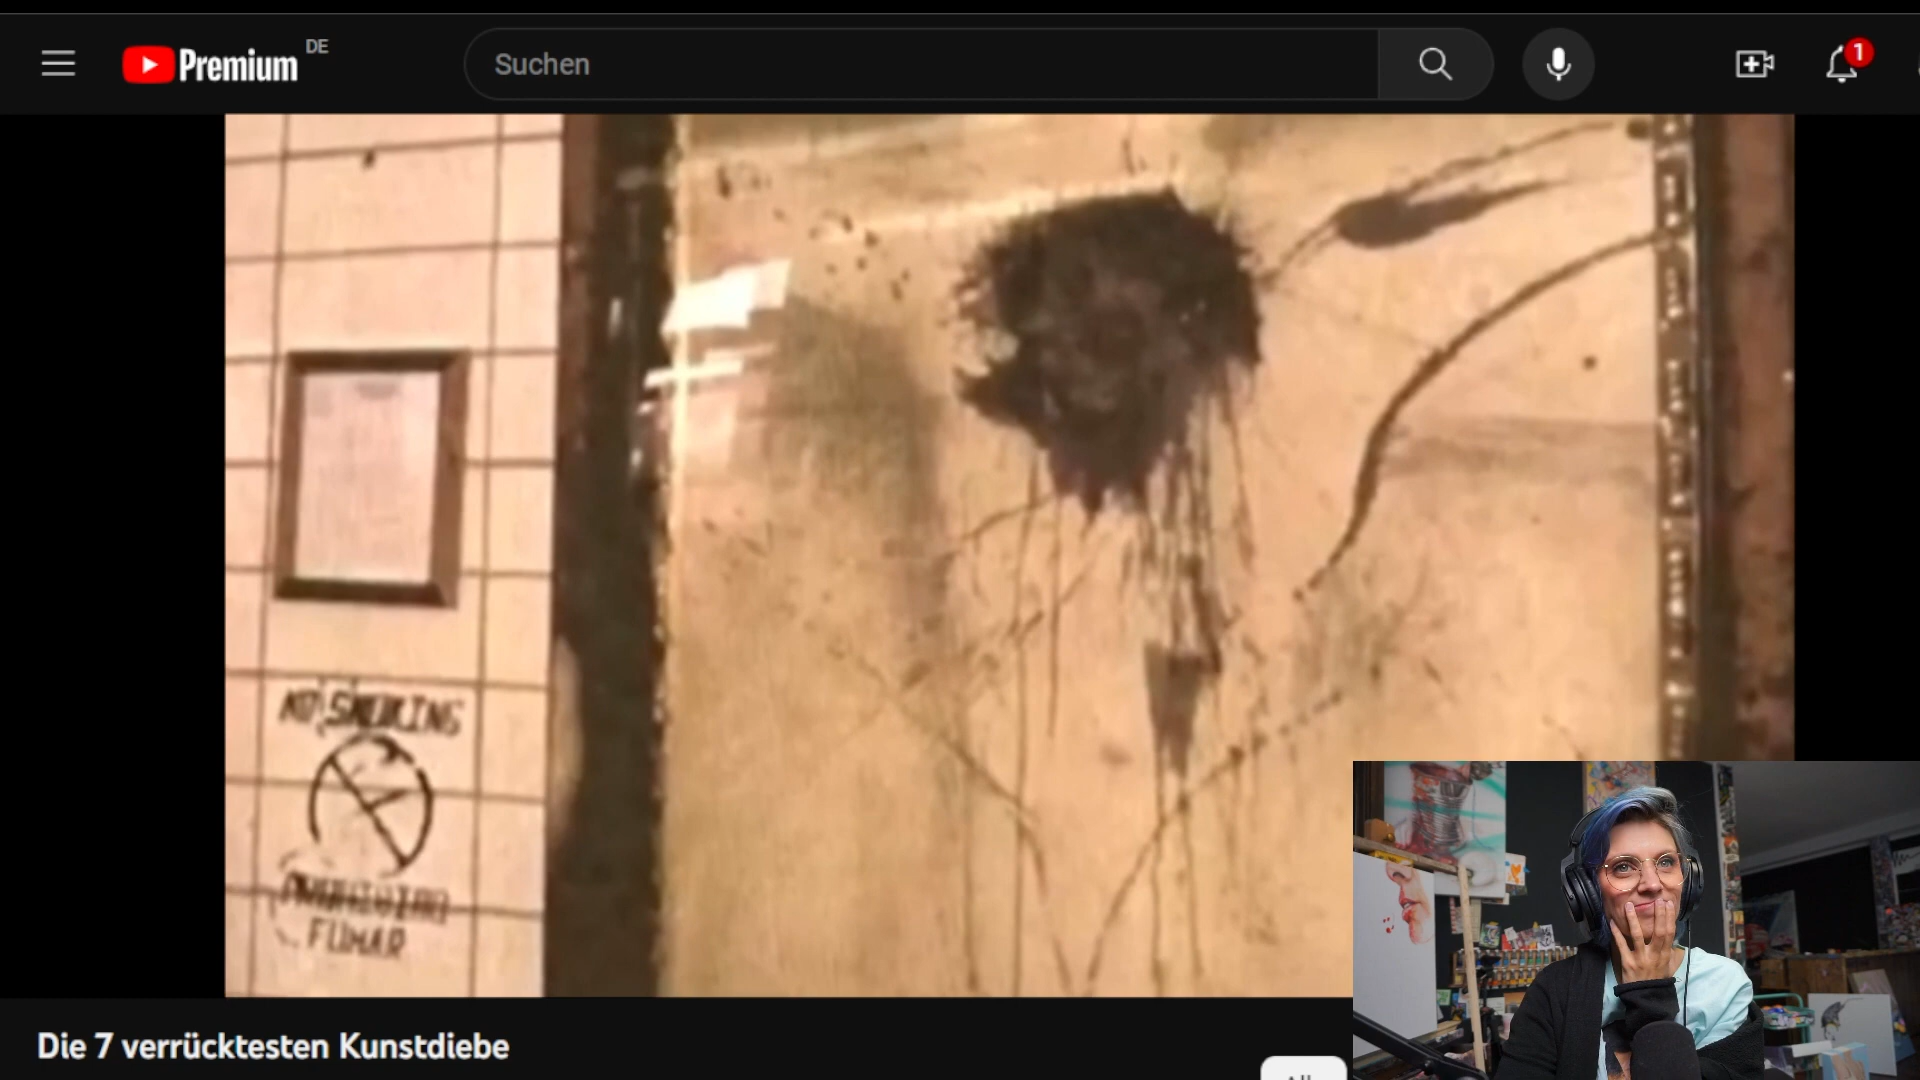 Premium DE
Suchen
1
NO SMOKING
FUMAR
Die 7 verrücktesten Kunstdiebe